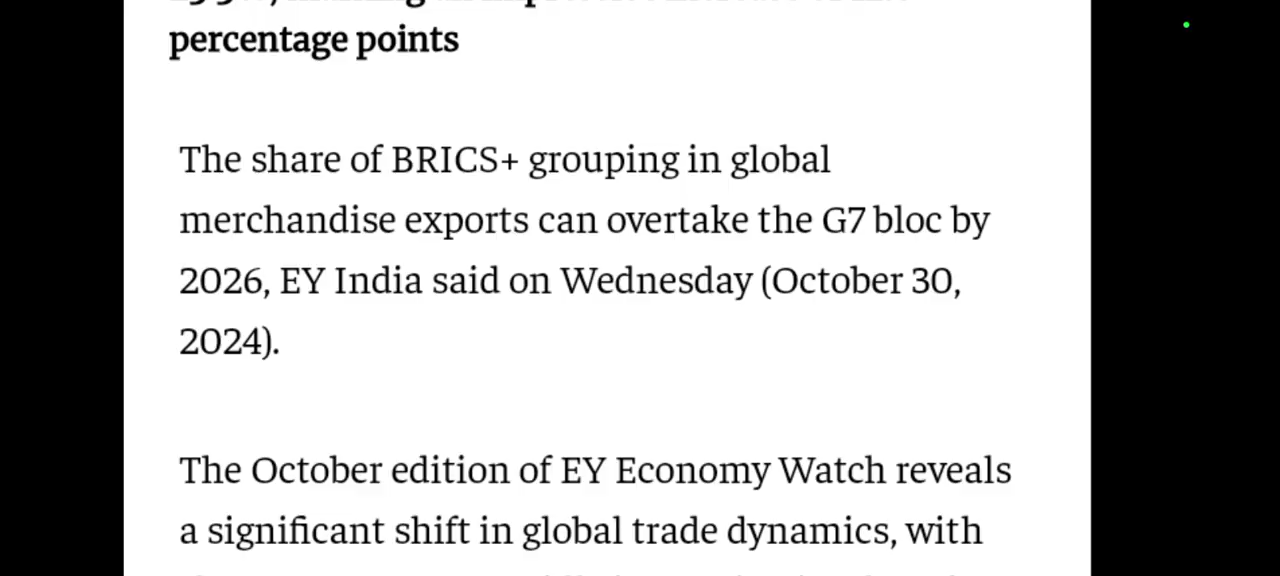 percentage points
The share of BRICS+ grouping in global
merchandise exports can overtake the G7 bloc by
2026, EY India said on Wednesday (October 30,
2024).
The October edition of EY Economy Watch reveals
a significant shift in global trade dynamics, with